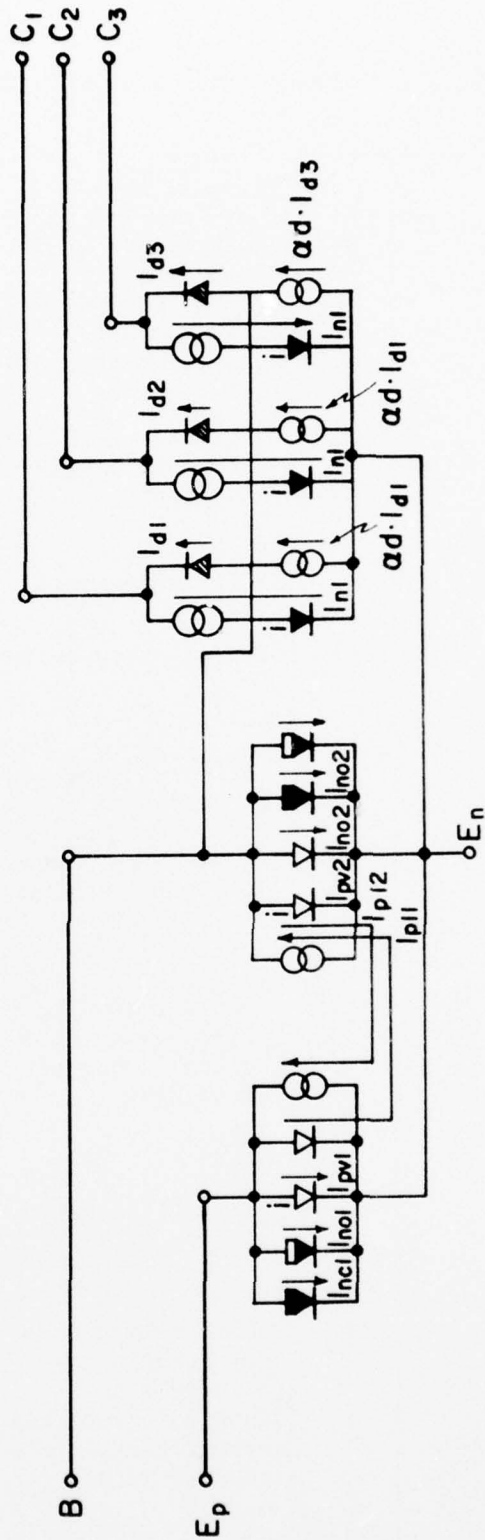 C1
C2
C3
B
Ep
En
Id1
Id2
Id3
i
In1
i
In1
i
In1
αd·Id1
αd·Id1
αd·Id3
i
Ipv2
Ino2
Ino2
Ip12
Ip11
i
Ipv1
Ino1
Inc1